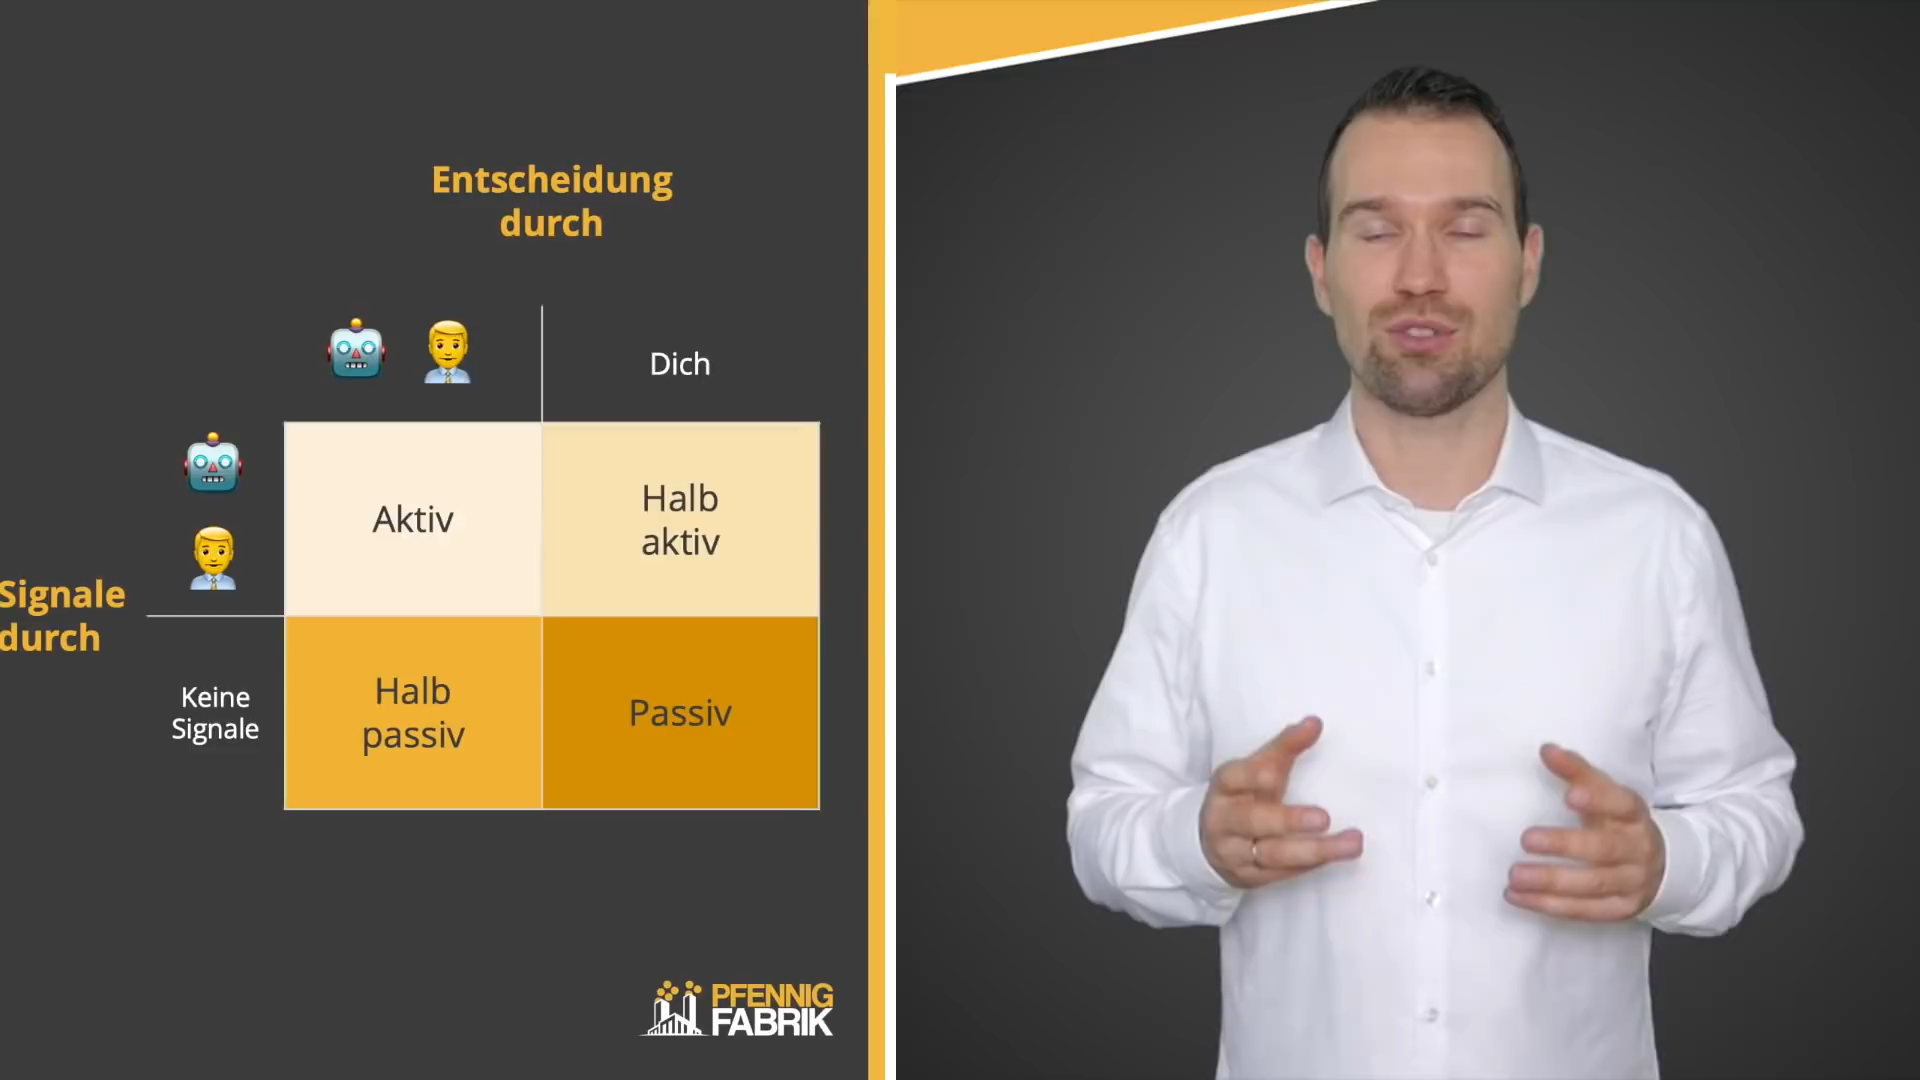 Entscheidung
durch
Dich
Aktiv
Halb
aktiv
Signale
durch
Keine
Signale
Halb
passiv
Passiv
PFENNIG
FABRIK